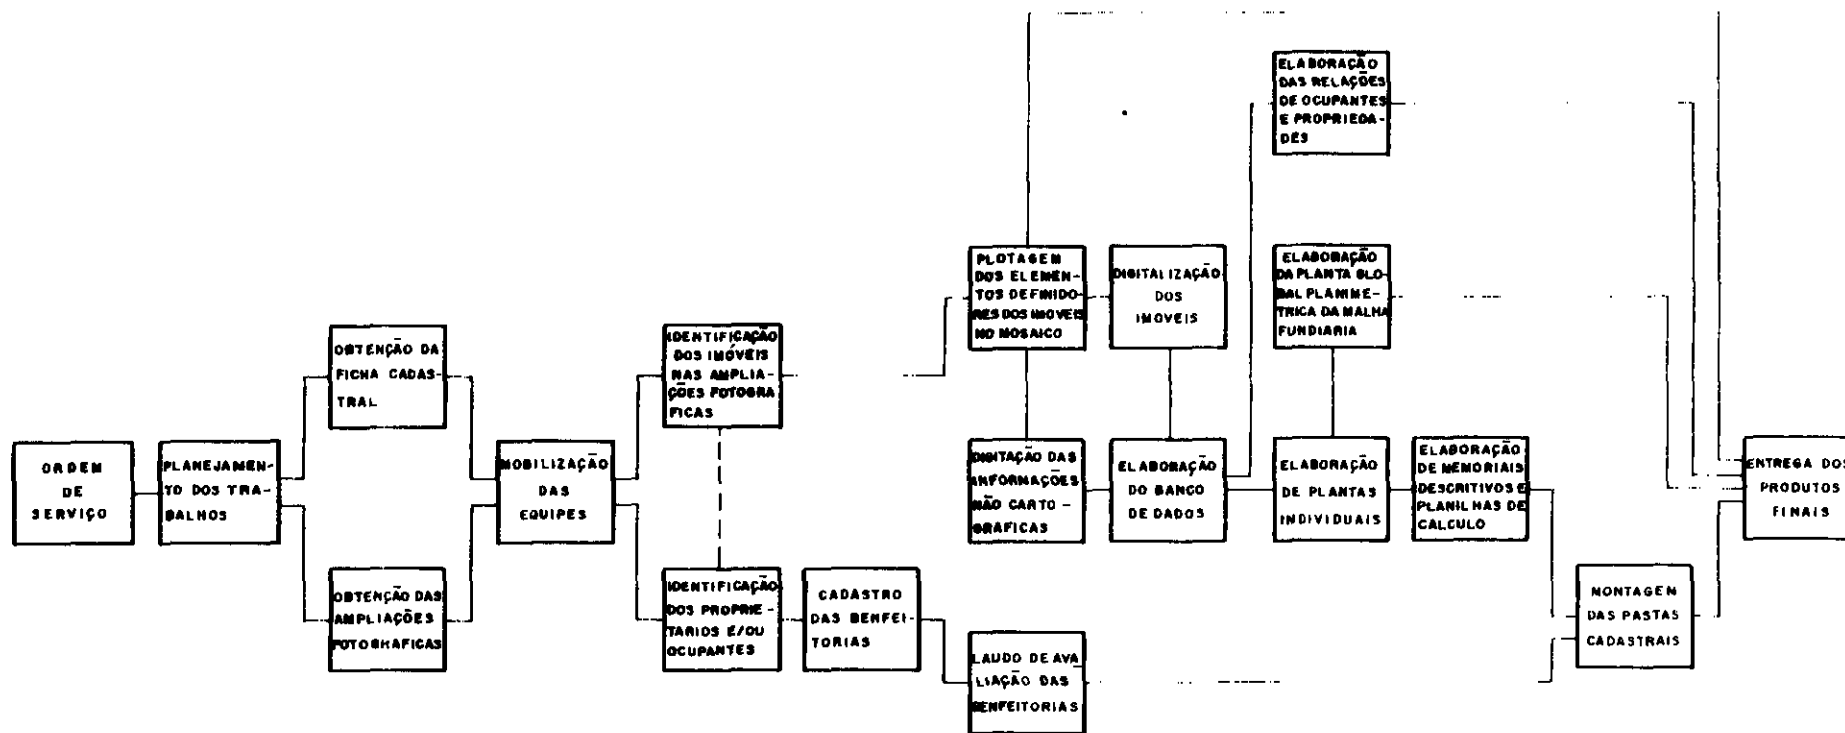 ORDEM
DE
SERVIÇO
PLANEJAMEN-
TO DOS TRA-
BALHOS
OBTENÇÃO DA
FICHA CADAS-
TRAL
OBTENÇÃO DAS
AMPLIAÇÕES
FOTOGRAFICAS
MOBILIZAÇÃO
DAS
EQUIPES
IDENTIFICAÇÃO
DOS IMÓVEIS
NAS AMPLIA-
ÇÕES FOTOGRA
FICAS
IDENTIFICAÇÃO
DOS PROPRIE-
TARIOS E/OU
OCUPANTES
CADASTRO
DAS BENFEI-
TORIAS
PLOTAGEM
DOS ELEMEN-
TOS DEFINIDO-
RES DOS IMOVEIS
NO MOSAICO
DIGITAÇÃO DAS
INFORMAÇÕES
NÃO CARTO-
GRAFICAS
LAUDO DE AVA
LIAÇÃO DAS
BENFEITORIAS
DIGITALIZAÇÃO
DOS
IMOVEIS
ELABORAÇÃO
DO BANCO
DE DADOS
ELABORAÇÃO
DAS RELAÇÕES
DE OCUPANTES
E PROPRIEDA-
DES
ELABORAÇÃO
DA PLANTA GLO-
BAL PLANIME-
TRICA DA MALHA
FUNDIARIA
ELABORAÇÃO
DE PLANTAS
INDIVIDUAIS
ELABORAÇÃO
DE MEMORIAIS
DESCRITIVOS E
PLANILHAS DE
CALCULO
MONTAGEM
DAS PASTAS
CADASTRAIS
ENTREGA DOS
PRODUTOS
FINAIS